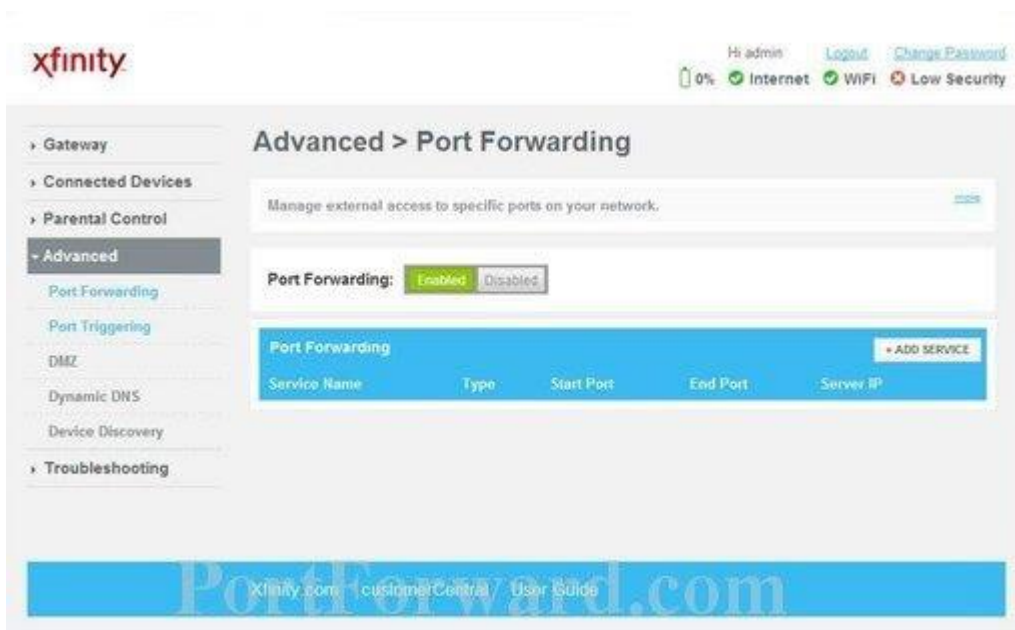 xfinity
Hi admin Logout Change Password
0% Internet WiFi Low Security
Gateway
Connected Devices
Parental Control
Advanced
Port Forwarding
Port Triggering
DMZ
Dynamic DNS
Device Discovery
Troubleshooting
Advanced > Port Forwarding
Manage external access to specific ports on your network. more
Port Forwarding: Enabled Disabled
Port Forwarding + ADD SERVICE
Service Name Type Start Port End Port Server IP
PortForward.com
Xfinity.com customerCentral User Guide